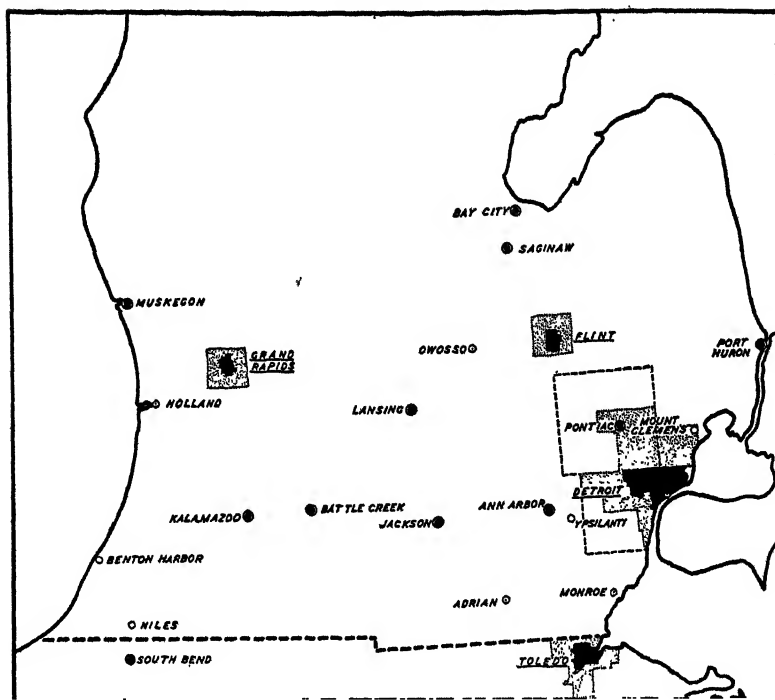 BAY CITY
SAGINAW
MUSKEGON
GRAND
RAPIDS
OWOSSO
FLINT
PORT
HURON
HOLLAND
LANSING
PONTIAC
MOUNT
CLEMENS
DETROIT
KALAMAZOO
BATTLE CREEK
JACKSON
ANN ARBOR
YPSILANTI
BENTON HARBOR
ADRIAN
MONROE
NILES
SOUTH BEND
TOLEDO